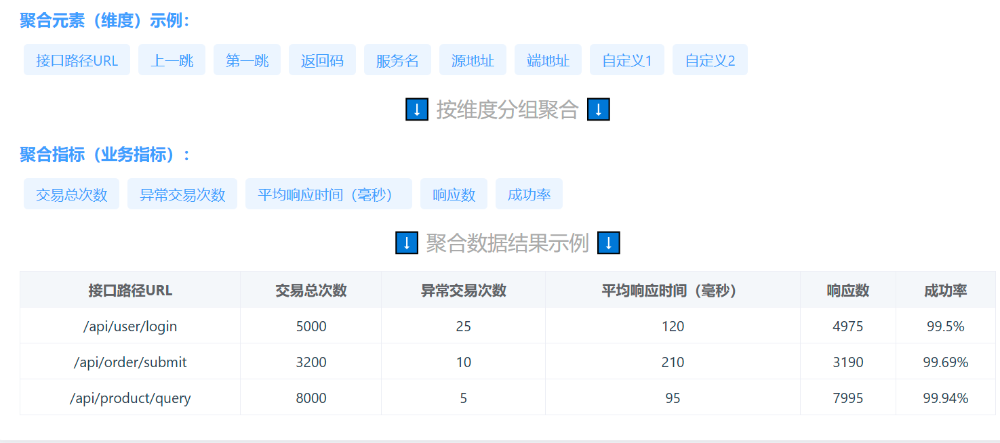 聚合元素（维度）示例：
接口路径URL 上一跳 第一跳 返回码 服务名 源地址 端地址 自定义1 自定义2
↓ 按维度分组聚合 ↓
聚合指标（业务指标）：
交易总次数 异常交易次数 平均响应时间（毫秒） 响应数 成功率
↓ 聚合数据结果示例 ↓
接口路径URL 交易总次数 异常交易次数 平均响应时间（毫秒） 响应数 成功率
/api/user/login 5000 25 120 4975 99.5%
/api/order/submit 3200 10 210 3190 99.69%
/api/product/query 8000 5 95 7995 99.94%